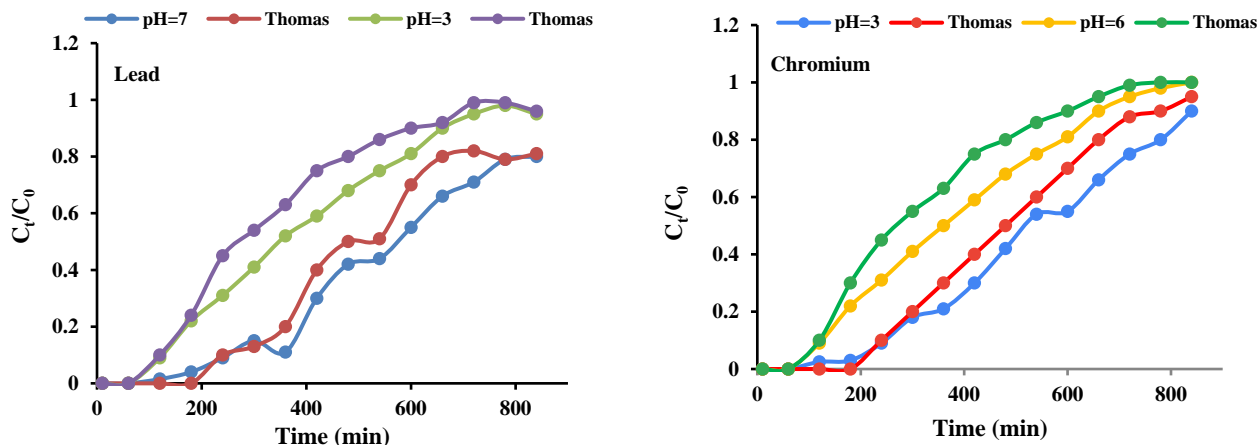 pH=7 Thomas pH=3 Thomas
1.2
Lead
1
0.8
0.6
0.4
0.2
0
Ct/C0
0 200 400 600 800
Time (min)
pH=3 Thomas pH=6 Thomas
1.2
Chromium
1
0.8
0.6
0.4
0.2
0
Ct/C0
0 200 400 600 800
Time (min)